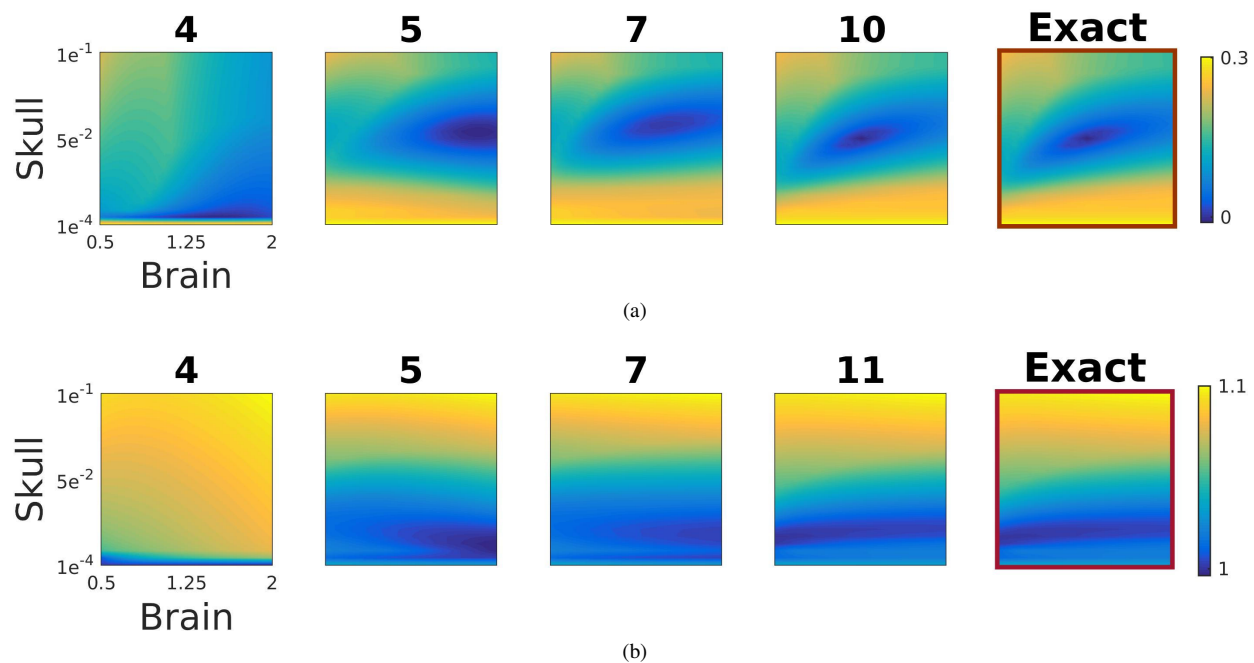 4 5 7 10 Exact
1e-1 0.3
Skull 5e-2
1e-4 0
0.5 1.25 2
Brain
(a)
4 5 7 11 Exact
1e-1 1.1
Skull 5e-2
1e-4 1
0.5 1.25 2
Brain
(b)